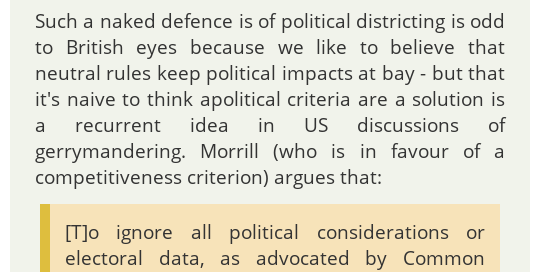 Such a naked defence is of political districting is odd
to British eyes because we like to believe that
neutral rules keep political impacts at bay - but that
it's naive to think apolitical criteria are a solution is
a recurrent idea in US discussions of
gerrymandering. Morrill (who is in favour of a
competitiveness criterion) argues that:
[T]o ignore all political considerations or
electoral data, as advocated by Common